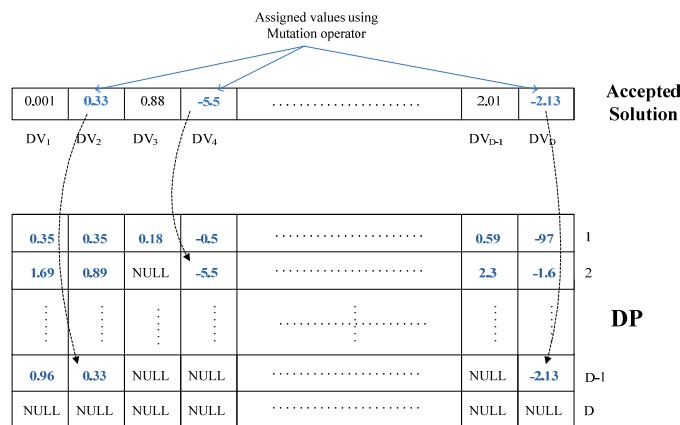 Assigned values using
Mutation operator
0.001 0.33 0.88 -5.5 ........................ 2.01 -2.13
Accepted
Solution
DV1 DV2 DV3 DV4 DVD-1 DVD
0.35 0.35 0.18 -0.5 ........................ 0.59 -97 1
1.69 0.89 NULL -5.5 ........................ 2.3 -1.6 2
DP
0.96 0.33 NULL NULL ........................ NULL -2.13 D-1
NULL NULL NULL NULL ........................ NULL NULL D